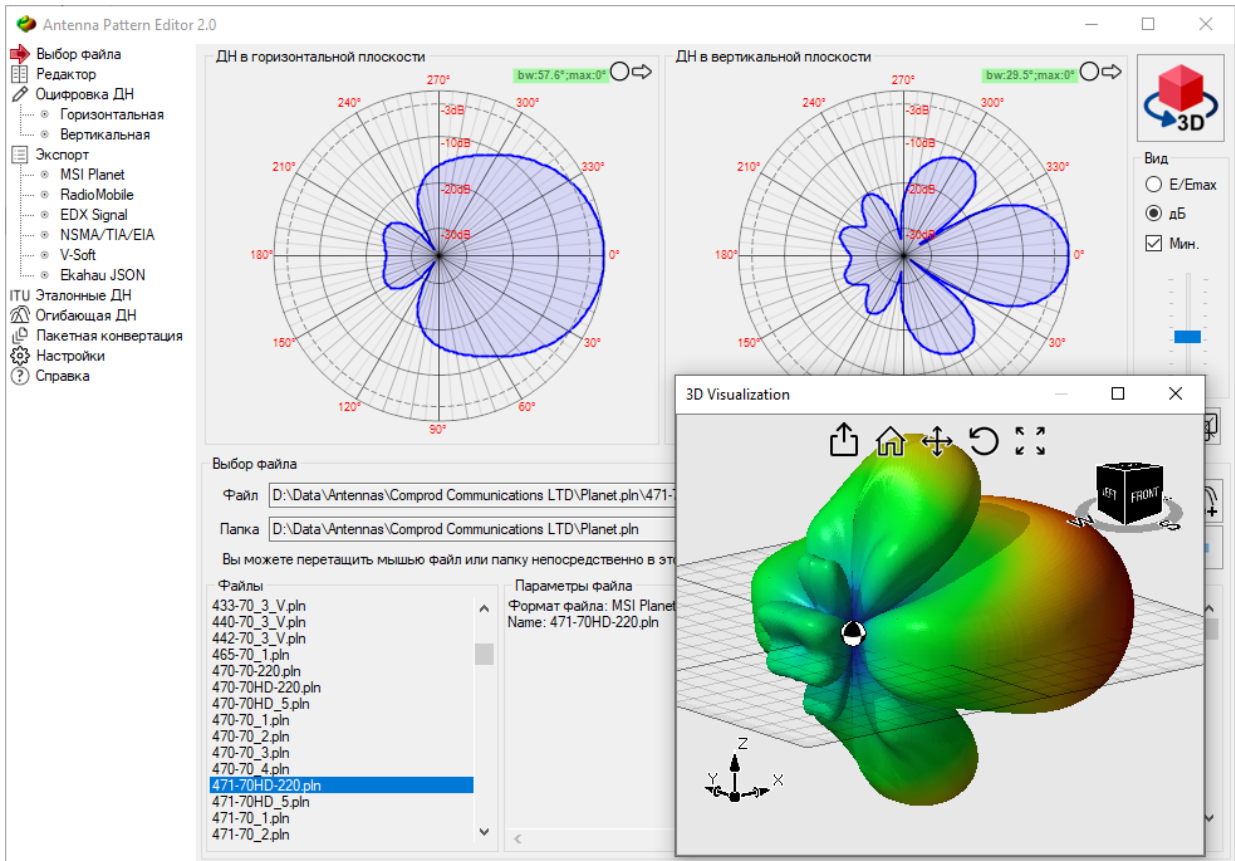 Antenna Pattern Editor 2.0
Выбор файла
Редактор
Оцифровка ДН
Горизонтальная
Вертикальная
Экспорт
MSI Planet
RadioMobile
EDX Signal
NSMA/TIA/EIA
V-Soft
Ekahau JSON
ITU Эталонные ДН
Огибающая ДН
Пакетная конвертация
Настройки
? Справка
ДН в горизонтальной плоскости
bw:57.6°;max:0°
270°
240°
300°
210°
330°
180°
0°
150°
30°
120°
60°
90°
-3dB
-10dB
-20dB
-30dB
ДН в вертикальной плоскости
bw:29.5°;max:0°
270°
240°
300°
210°
330°
180°
0°
150°
30°
-3dB
-10dB
-20dB
-30dB
3D
Вид
E/Emax
дБ
Мин.
Выбор файла
Файл D:\Data\Antennas\Comprod Communications LTD\Planet.pln\471-7
Папка D:\Data\Antennas\Comprod Communications LTD\Planet.pln
Вы можете перетащить мышью файл или папку непосредственно в эт
Файлы
433-70_3_V.pln
440-70_3_V.pln
442-70_3_V.pln
465-70_1.pln
470-70-220.pln
470-70HD-220.pln
470-70HD_5.pln
470-70_1.pln
470-70_2.pln
470-70_3.pln
470-70_4.pln
471-70HD-220.pln
471-70HD_5.pln
471-70_1.pln
471-70_2.pln
Параметры файла
Формат файла: MSI Planet
Name: 471-70HD-220.pln
3D Visualization
LEFT
FRONT
W
S
Z
Y
X